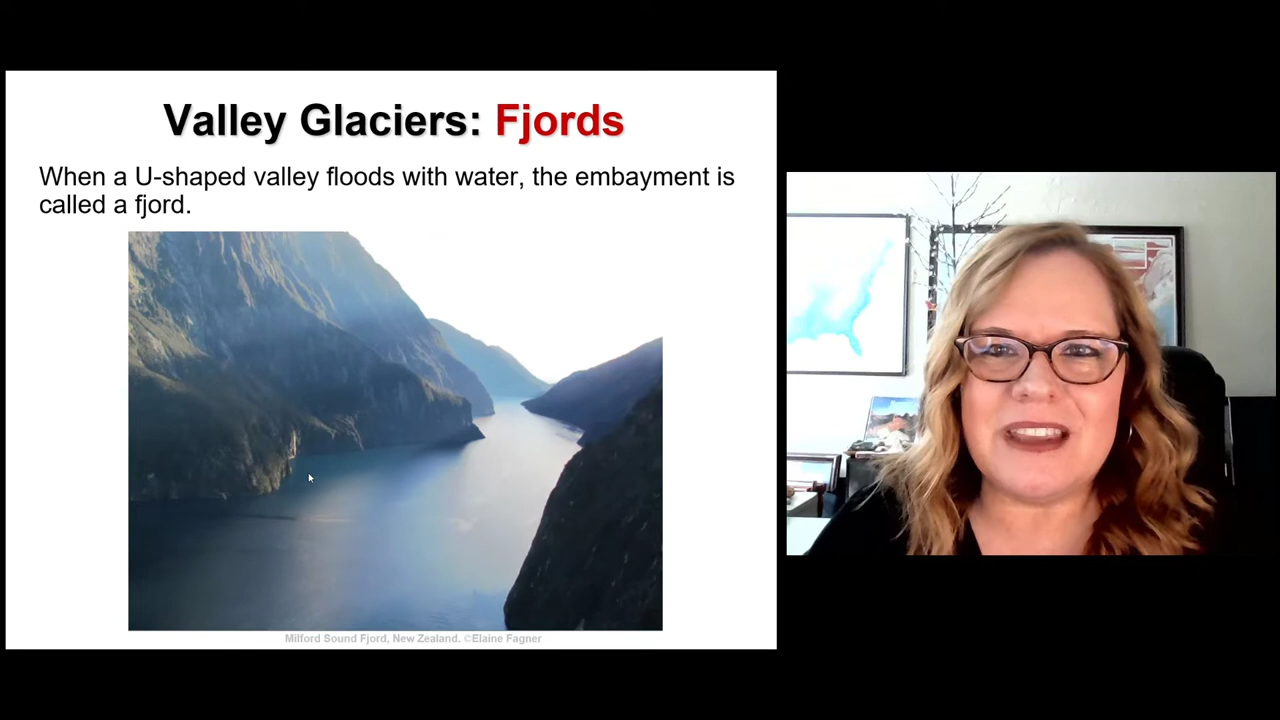 Valley Glaciers: Fjords
When a U-shaped valley floods with water, the embayment is
called a fjord.
Milford Sound Fjord, New Zealand. ©Elaine Fagner